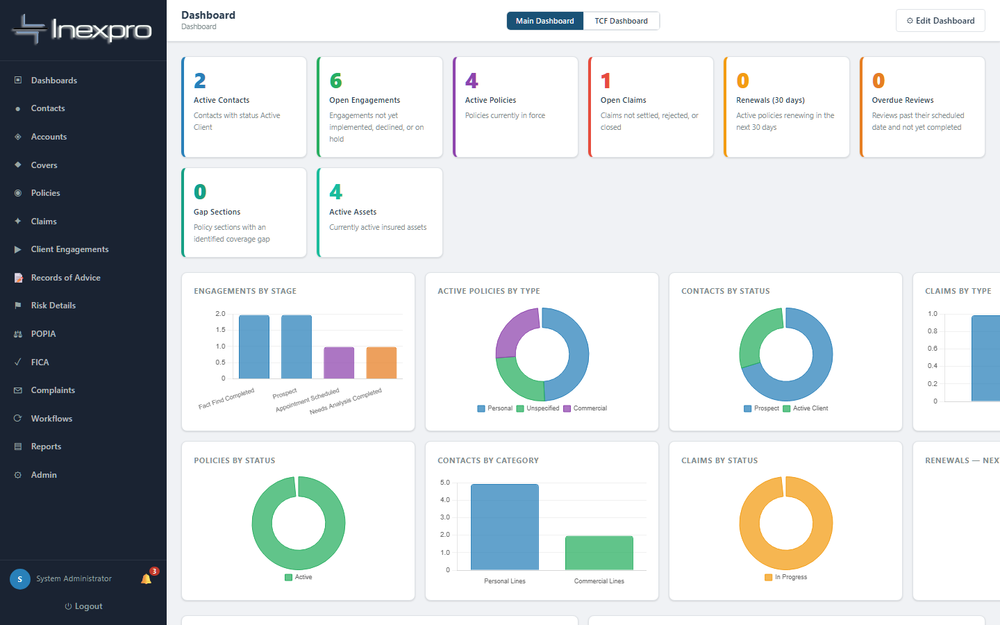 Inexpro
Dashboards
Contacts
Accounts
Covers
Policies
Claims
Client Engagements
Records of Advice
Risk Details
POPIA
FICA
Complaints
Workflows
Reports
Admin
S
System Administrator
3
Logout
Dashboard
Dashboard
Main Dashboard
TCF Dashboard
Edit Dashboard
2
Active Contacts
Contacts with status Active
Client
6
Open Engagements
Engagements not yet
implemented, declined, or on
hold
4
Active Policies
Policies currently in force
1
Open Claims
Claims not settled, rejected, or
closed
0
Renewals (30 days)
Active policies renewing in the
next 30 days
0
Overdue Reviews
Reviews past their scheduled
date and not yet completed
0
Gap Sections
Policy sections with an
identified coverage gap
4
Active Assets
Currently active insured assets
ENGAGEMENTS BY STAGE
2.0
1.5
1.0
0.5
0
Fact Find Completed
Prospect
Appointment Scheduled
Needs Analysis Completed
ACTIVE POLICIES BY TYPE
Personal
Unspecified
Commercial
CONTACTS BY STATUS
Prospect
Active Client
CLAIMS BY TYPE
1.0
0.8
0.6
0.4
0.2
0
POLICIES BY STATUS
Active
CONTACTS BY CATEGORY
5.0
4.0
3.0
2.0
1.0
0
Personal Lines
Commercial Lines
CLAIMS BY STATUS
In Progress
RENEWALS — NEX